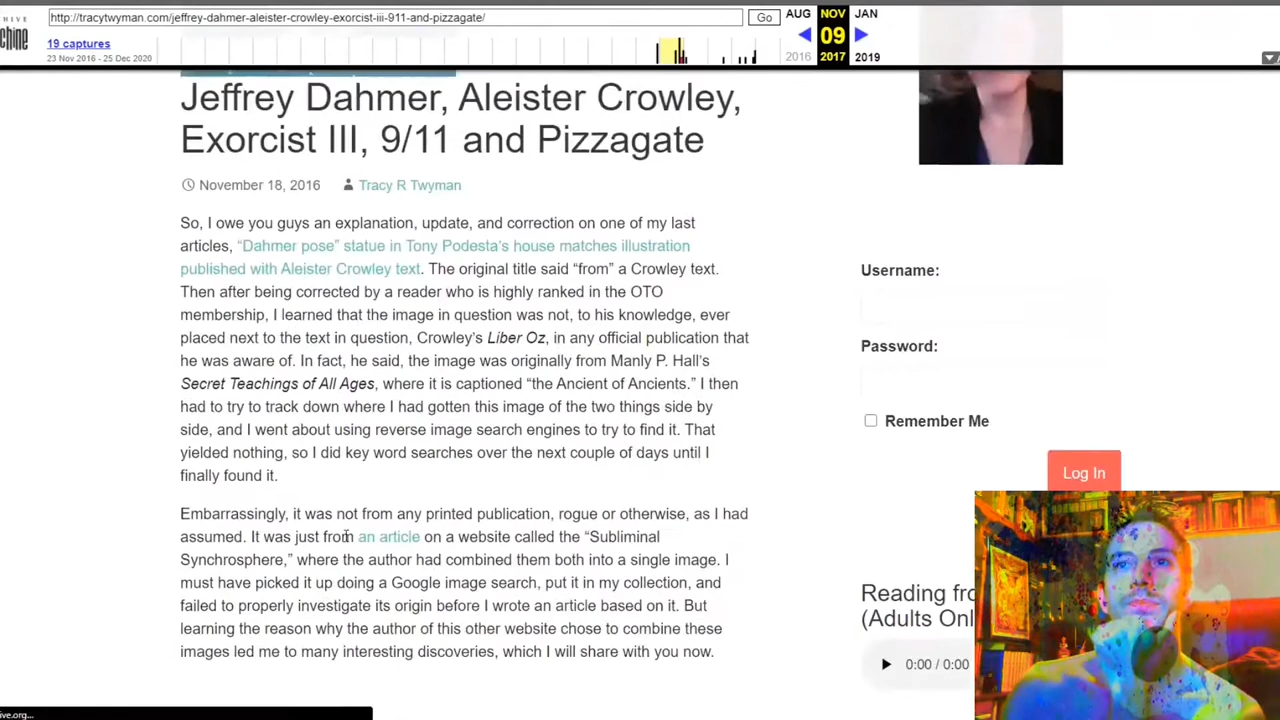 http://tracytwyman.com/jeffrey-dahmer-aleister-crowley-exorcist-iii-911-and-pizzagate/
Go
AUG
NOV
JAN
19 captures
09
23 Nov 2016 - 25 Dec 2020
2016
2017
2019
Jeffrey Dahmer, Aleister Crowley,
Exorcist III, 9/11 and Pizzagate
November 18, 2016
Tracy R Twyman
So, I owe you guys an explanation, update, and correction on one of my last
articles, “Dahmer pose” statue in Tony Podesta’s house matches illustration
published with Aleister Crowley text. The original title said “from” a Crowley text.
Then after being corrected by a reader who is highly ranked in the OTO
membership, I learned that the image in question was not, to his knowledge, ever
placed next to the text in question, Crowley’s Liber Oz, in any official publication that
he was aware of. In fact, he said, the image was originally from Manly P. Hall’s
Secret Teachings of All Ages, where it is captioned “the Ancient of Ancients.” I then
had to try to track down where I had gotten this image of the two things side by
side, and I went about using reverse image search engines to try to find it. That
yielded nothing, so I did key word searches over the next couple of days until I
finally found it.
Embarrassingly, it was not from any printed publication, rogue or otherwise, as I had
assumed. It was just from an article on a website called the “Subliminal
Synchrosphere,” where the author had combined them both into a single image. I
must have picked it up doing a Google image search, put it in my collection, and
failed to properly investigate its origin before I wrote an article based on it. But
learning the reason why the author of this other website chose to combine these
images led me to many interesting discoveries, which I will share with you now.
Username:
Password:
Remember Me
Log In
Reading
(Adults
0:00 / 0:00